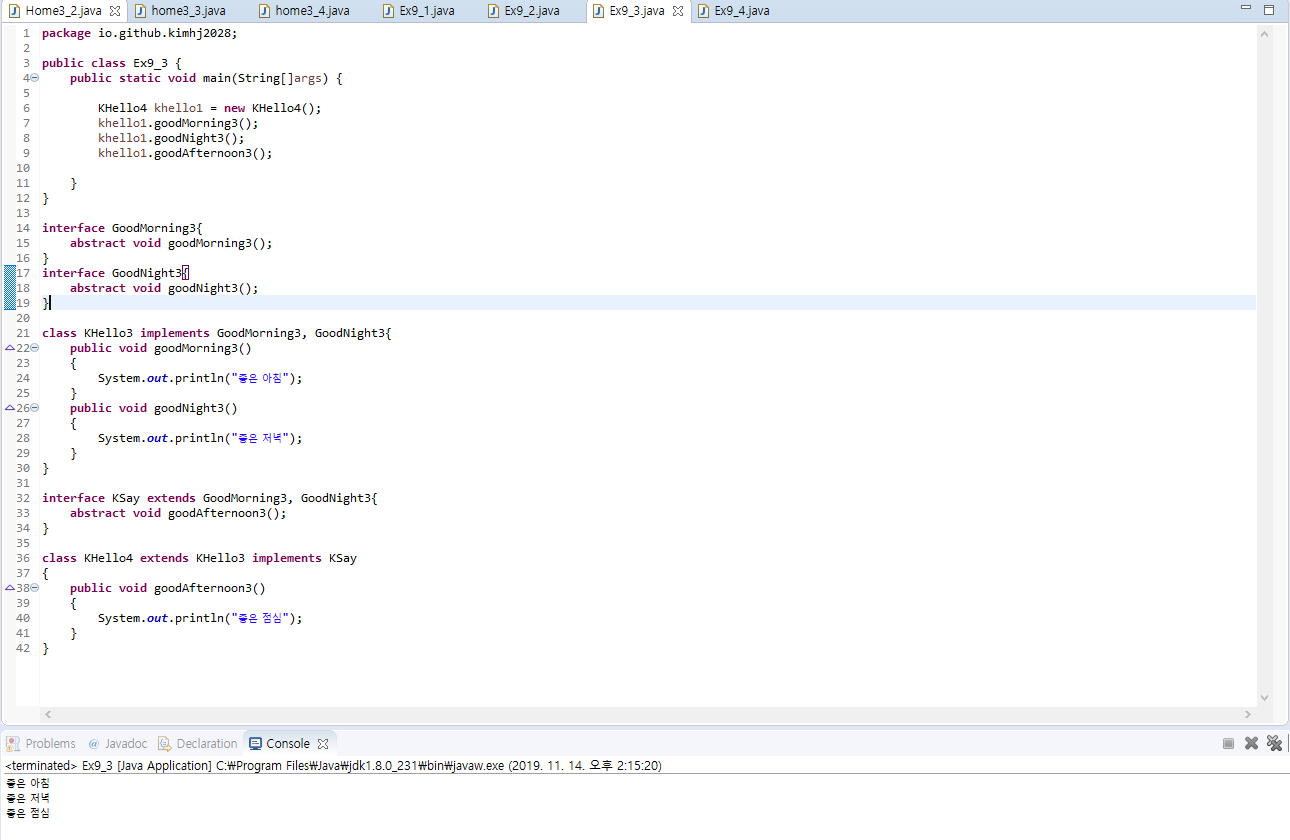 Home3_2.java home3_3.java home3_4.java Ex9_1.java Ex9_2.java Ex9_3.java Ex9_4.java
1 package io.github.kimhj2028;
2
3 public class Ex9_3 {
4 public static void main(String[]args) {
5
6 KHello4 khello1 = new KHello4();
7 khello1.goodMorning3();
8 khello1.goodNight3();
9 khello1.goodAfternoon3();
10
11 }
12 }
13
14 interface GoodMorning3{
15 abstract void goodMorning3();
16 }
17 interface GoodNight3{
18 abstract void goodNight3();
19 }
20
21 class KHello3 implements GoodMorning3, GoodNight3{
22 public void goodMorning3()
23 {
24 System.out.println("좋은 아침");
25 }
26 public void goodNight3()
27 {
28 System.out.println("좋은 저녁");
29 }
30 }
31
32 interface KSay extends GoodMorning3, GoodNight3{
33 abstract void goodAfternoon3();
34 }
35
36 class KHello4 extends KHello3 implements KSay
37 {
38 public void goodAfternoon3()
39 {
40 System.out.println("좋은 점심");
41 }
42 }
Problems @ Javadoc Declaration Console
<terminated> Ex9_3 [Java Application] C:₩Program Files₩Java₩jdk1.8.0_231₩bin₩javaw.exe (2019. 11. 14. 오후 2:15:20)
좋은 아침
좋은 저녁
좋은 점심